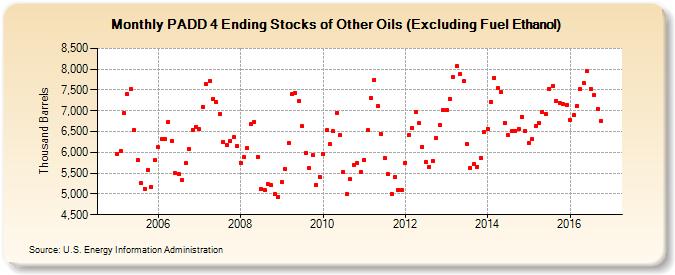 Monthly PADD 4 Ending Stocks of Other Oils (Excluding Fuel Ethanol)
Thousand Barrels
8,500
8,000
7,500
7,000
6,500
6,000
5,500
5,000
4,500
2006 2008 2010 2012 2014 2016
Source: U.S. Energy Information Administration